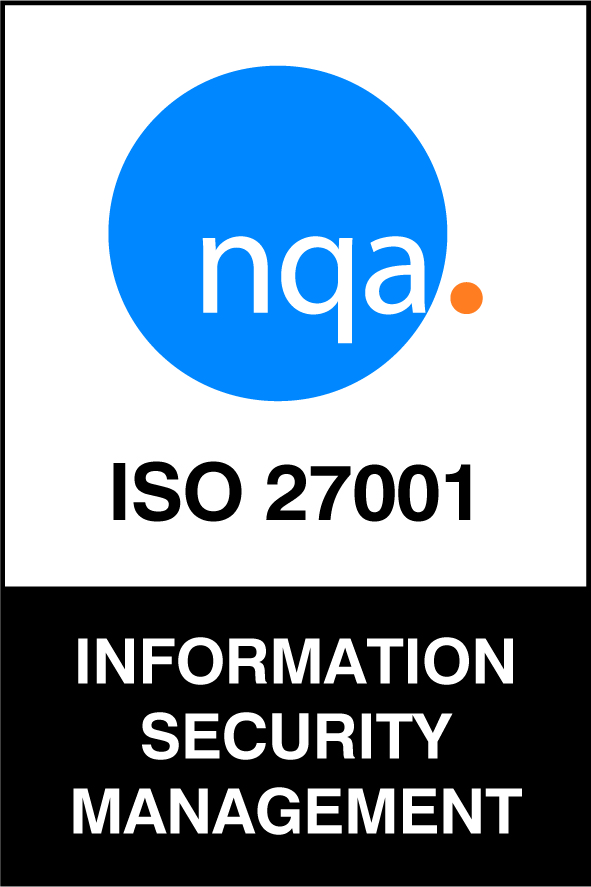 nqa.
ISO 27001
INFORMATION
SECURITY
MANAGEMENT